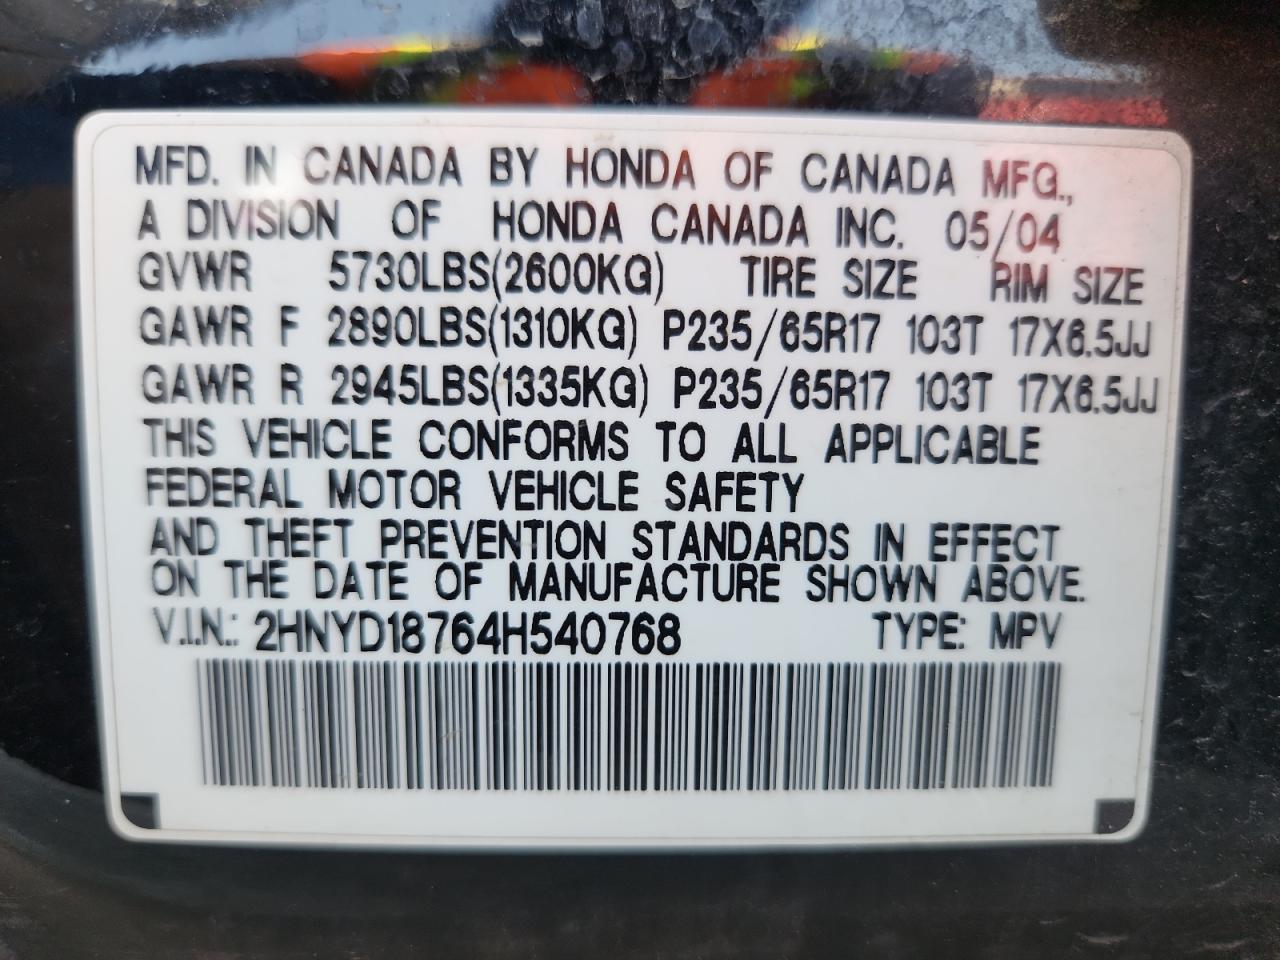 MFD. IN CANADA BY HONDA OF CANADA MFG.,
A DIVISION OF HONDA CANADA INC. 05/04
GVWR 5730LBS(2600KG) TIRE SIZE RIM SIZE
GAWR F 2890LBS(1310KG) P235/65R17 103T 17X6.5JJ
GAWR R 2945LBS(1335KG) P235/65R17 103T 17X6.5JJ
THIS VEHICLE CONFORMS TO ALL APPLICABLE
FEDERAL MOTOR VEHICLE SAFETY
AND THEFT PREVENTION STANDARDS IN EFFECT
ON THE DATE OF MANUFACTURE SHOWN ABOVE.
V.I.N.: 2HNYD18764H540768 TYPE: MPV